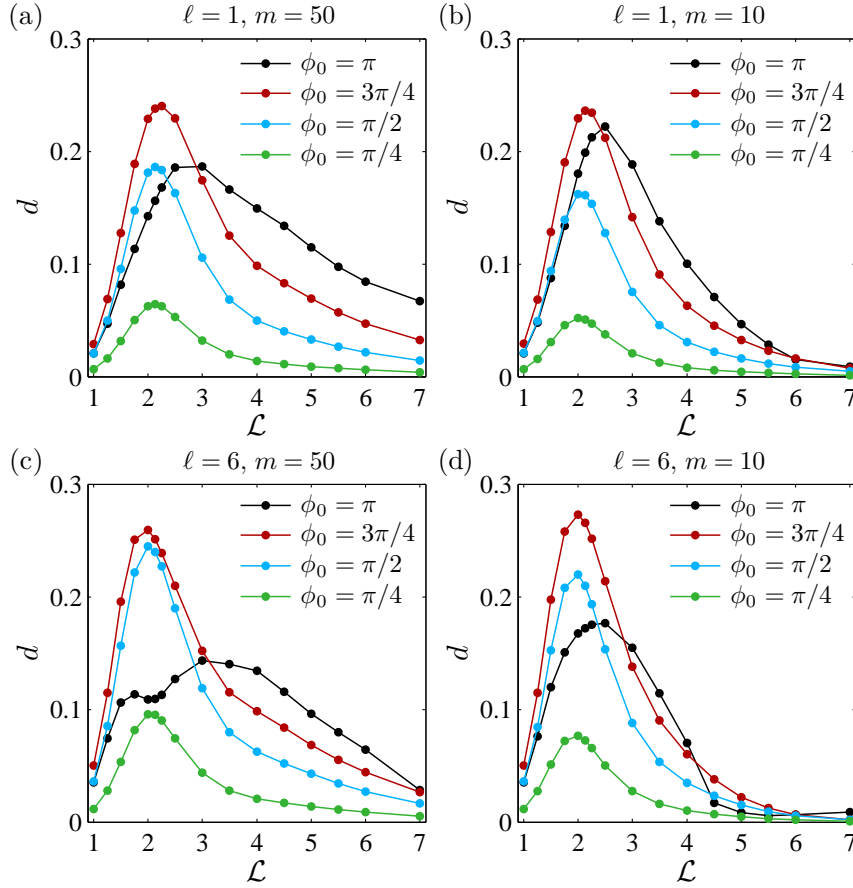 (a) ℓ = 1, m = 50
0.3
0.2
0.1
0
d
ϕ₀ = π
ϕ₀ = 3π/4
ϕ₀ = π/2
ϕ₀ = π/4
1 2 3 4 5 6 7
ℒ
(b) ℓ = 1, m = 10
0.3
0.2
0.1
0
d
ϕ₀ = π
ϕ₀ = 3π/4
ϕ₀ = π/2
ϕ₀ = π/4
1 2 3 4 5 6 7
ℒ
(c) ℓ = 6, m = 50
0.3
0.2
0.1
0
d
ϕ₀ = π
ϕ₀ = 3π/4
ϕ₀ = π/2
ϕ₀ = π/4
1 2 3 4 5 6 7
ℒ
(d) ℓ = 6, m = 10
0.3
0.2
0.1
0
d
ϕ₀ = π
ϕ₀ = 3π/4
ϕ₀ = π/2
ϕ₀ = π/4
1 2 3 4 5 6 7
ℒ